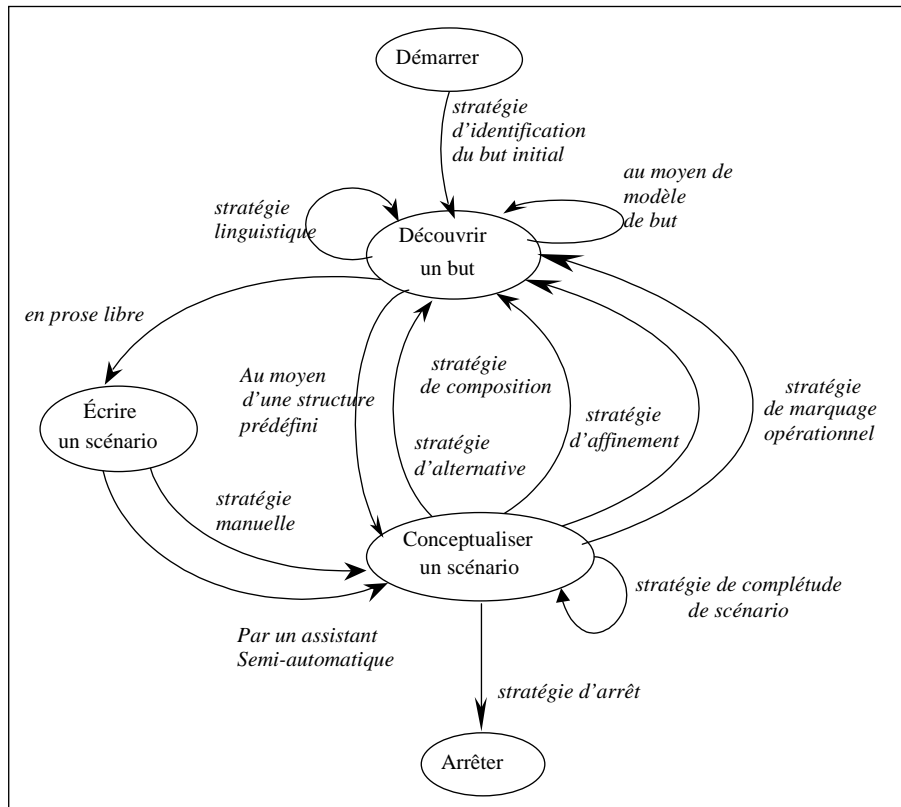 Démarrer
stratégie
d'identification
du but initial
au moyen de
modèle
de but
stratégie
linguistique
Découvrir
un but
en prose libre
Au moyen
d'une structure
prédéfini
stratégie
de composition
stratégie
d'alternative
stratégie
d'affinement
stratégie
de marquage
opérationnel
Écrire
un scénario
stratégie
manuelle
Conceptualiser
un scénario
stratégie de complétude
de scénario
Par un assistant
Semi-automatique
stratégie d'arrêt
Arrêter